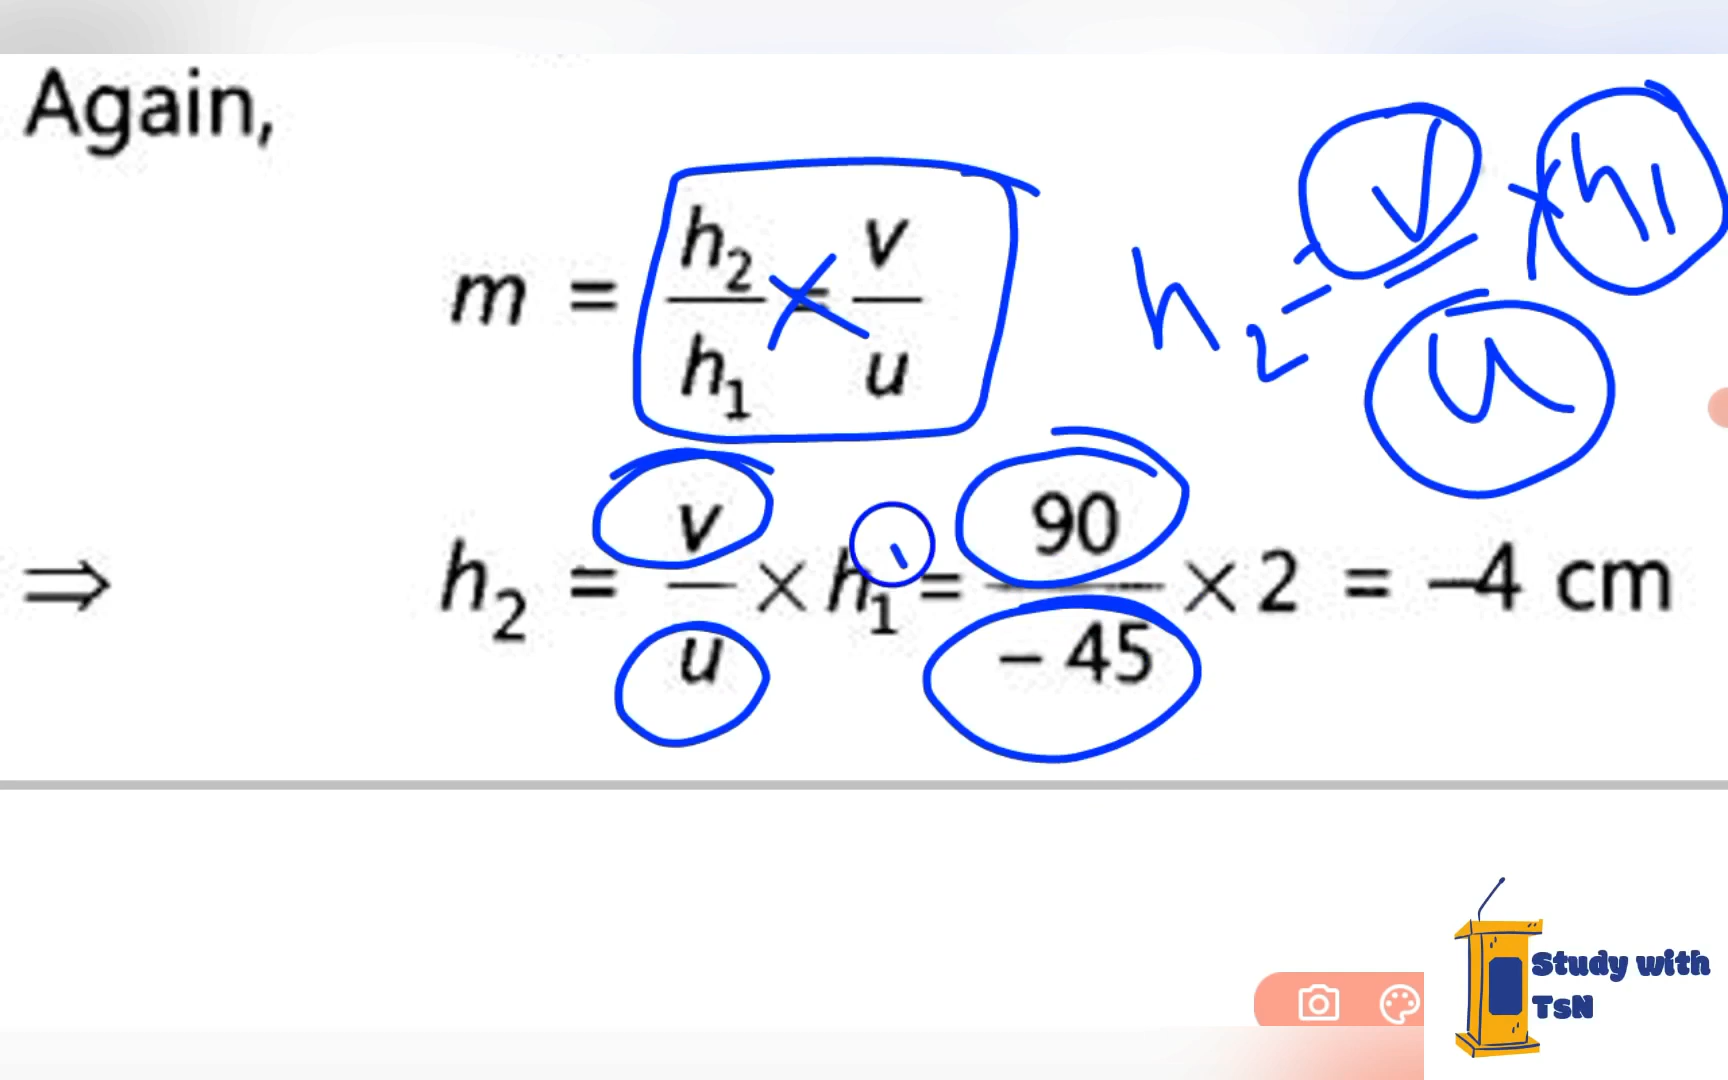 Again,
m = h₂/h₁ = v/u
h₂ = v/u × h₁
⇒ h₂ = v/u × h₁ = 90/−45 × 2 = −4 cm
Study with
TsN